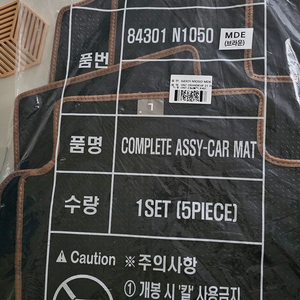 품번 84301 N1050 MDE
(브라운)
품명 COMPLETE ASSY-CAR MAT
수량 1SET (5PIECE)
⚠ Caution ※주의사항
① 개봉 시 '칼' 사용금지